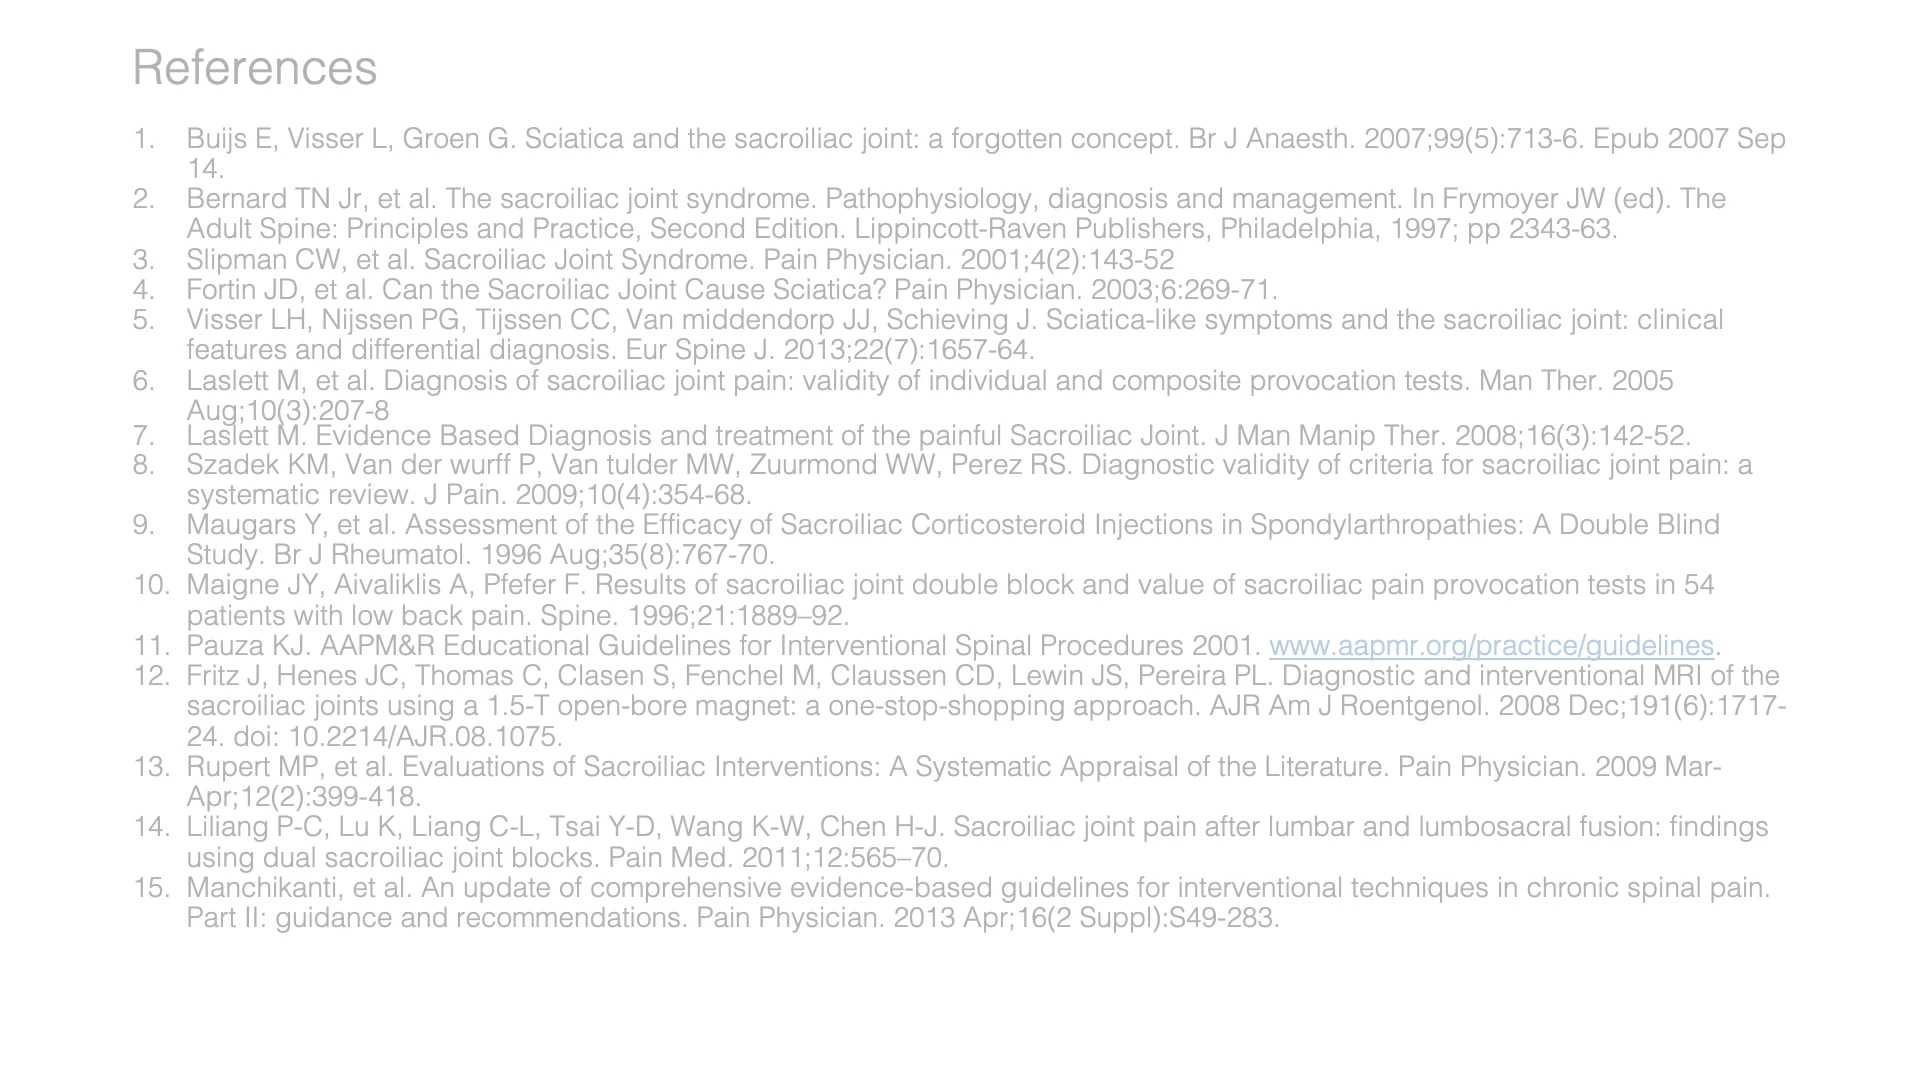 References
1. Buijs E, Visser L, Groen G. Sciatica and the sacroiliac joint: a forgotten concept. Br J Anaesth. 2007;99(5):713-6. Epub 2007 Sep
14.
2. Bernard TN Jr, et al. The sacroiliac joint syndrome. Pathophysiology, diagnosis and management. In Frymoyer JW (ed). The
Adult Spine: Principles and Practice, Second Edition. Lippincott-Raven Publishers, Philadelphia, 1997; pp 2343-63.
3. Slipman CW, et al. Sacroiliac Joint Syndrome. Pain Physician. 2001;4(2):143-52
4. Fortin JD, et al. Can the Sacroiliac Joint Cause Sciatica? Pain Physician. 2003;6:269-71.
5. Visser LH, Nijssen PG, Tijssen CC, Van middendorp JJ, Schieving J. Sciatica-like symptoms and the sacroiliac joint: clinical
features and differential diagnosis. Eur Spine J. 2013;22(7):1657-64.
6. Laslett M, et al. Diagnosis of sacroiliac joint pain: validity of individual and composite provocation tests. Man Ther. 2005
Aug;10(3):207-8
7. Laslett M. Evidence Based Diagnosis and treatment of the painful Sacroiliac Joint. J Man Manip Ther. 2008;16(3):142-52.
8. Szadek KM, Van der wurff P, Van tulder MW, Zuurmond WW, Perez RS. Diagnostic validity of criteria for sacroiliac joint pain: a
systematic review. J Pain. 2009;10(4):354-68.
9. Maugars Y, et al. Assessment of the Efficacy of Sacroiliac Corticosteroid Injections in Spondylarthropathies: A Double Blind
Study. Br J Rheumatol. 1996 Aug;35(8):767-70.
10. Maigne JY, Aivaliklis A, Pfefer F. Results of sacroiliac joint double block and value of sacroiliac pain provocation tests in 54
patients with low back pain. Spine. 1996;21:1889–92.
11. Pauza KJ. AAPM&R Educational Guidelines for Interventional Spinal Procedures 2001. www.aapmr.org/practice/guidelines.
12. Fritz J, Henes JC, Thomas C, Clasen S, Fenchel M, Claussen CD, Lewin JS, Pereira PL. Diagnostic and interventional MRI of the
sacroiliac joints using a 1.5-T open-bore magnet: a one-stop-shopping approach. AJR Am J Roentgenol. 2008 Dec;191(6):1717-
24. doi: 10.2214/AJR.08.1075.
13. Rupert MP, et al. Evaluations of Sacroiliac Interventions: A Systematic Appraisal of the Literature. Pain Physician. 2009 Mar-
Apr;12(2):399-418.
14. Liliang P-C, Lu K, Liang C-L, Tsai Y-D, Wang K-W, Chen H-J. Sacroiliac joint pain after lumbar and lumbosacral fusion: findings
using dual sacroiliac joint blocks. Pain Med. 2011;12:565–70.
15. Manchikanti, et al. An update of comprehensive evidence-based guidelines for interventional techniques in chronic spinal pain.
Part II: guidance and recommendations. Pain Physician. 2013 Apr;16(2 Suppl):S49-283.